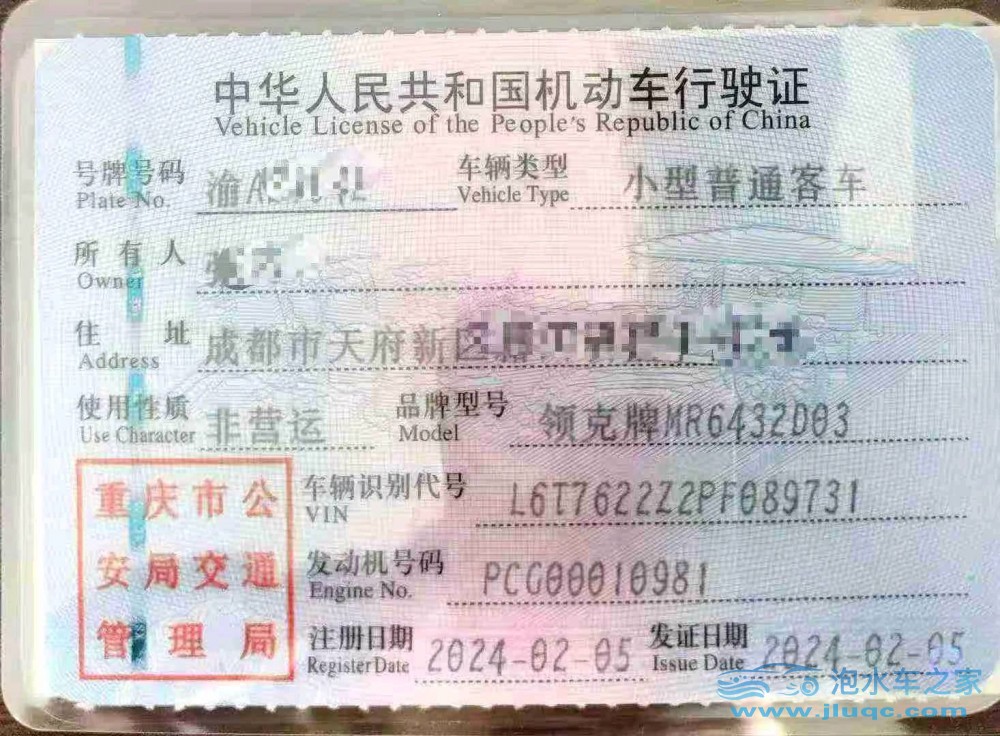 中华人民共和国机动车行驶证
Vehicle License of the People's Republic of China
号牌号码 渝A 车辆类型 小型普通客车
Plate No. Vehicle Type
所有人
Owner
住址 成都市天府新区
Address
使用性质 非营运 品牌型号 领克牌MR6432D03
Use Character Model
车辆识别代号 L6T7622Z2PF089731
VIN
发动机号码 PCG00010981
Engine No.
注册日期 2024-02-05 发证日期 2024-02-05
Register Date Issue Date
重庆市公
安局交通
管理局
泡水车之家
www.jluqc.com